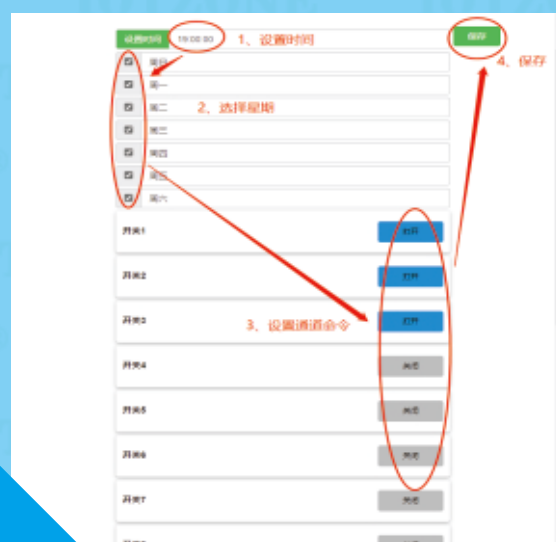 设置时间 19:00:00 1、设置时间 保存
4、保存
周日
周一
周二 2、选择星期
周三
周四
周五
周六
开关1 打开
开关2 打开
开关3 打开
3、设置通道命令
开关4 关闭
开关5 关闭
开关6 关闭
开关7 关闭